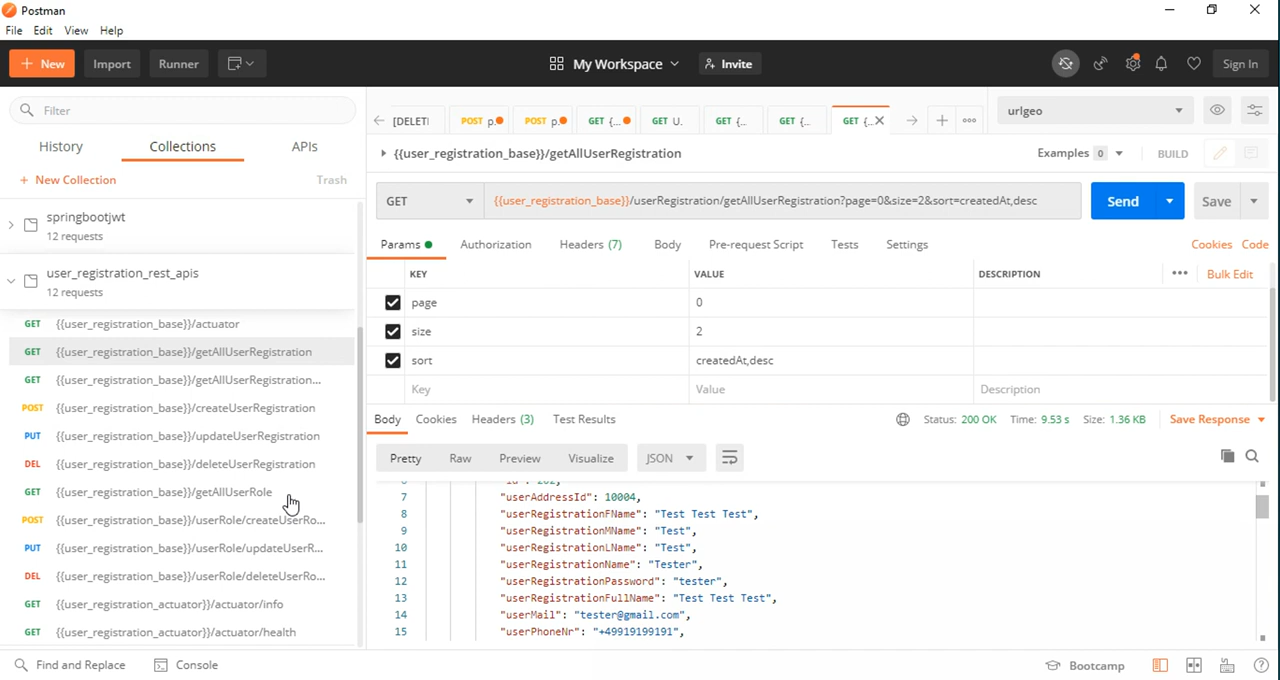 Postman
File Edit View Help
+ New Import Runner My Workspace Invite Sign In
Filter
History Collections APIs
+ New Collection Trash
springbootjwt
12 requests
user_registration_rest_apis
12 requests
GET {{user_registration_base}}/actuator
GET {{user_registration_base}}/getAllUserRegistration
GET {{user_registration_base}}/getAllUserRegistration...
POST {{user_registration_base}}/createUserRegistration
PUT {{user_registration_base}}/updateUserRegistration
DEL {{user_registration_base}}/deleteUserRegistration
GET {{user_registration_base}}/getAllUserRole
POST {{user_registration_base}}/userRole/createUserRo...
PUT {{user_registration_base}}/userRole/updateUserR...
DEL {{user_registration_base}}/userRole/deleteUserRo...
GET {{user_registration_actuator}}/actuator/info
GET {{user_registration_actuator}}/actuator/health
[DELETI POST p. POST p. GET {... GET U. GET {... GET {... GET {.. urlgeo
{{user_registration_base}}/getAllUserRegistration Examples 0 BUILD
GET {{user_registration_base}}/userRegistration/getAllUserRegistration?page=0&size=2&sort=createdAt,desc Send Save
Params Authorization Headers (7) Body Pre-request Script Tests Settings Cookies Code
KEY VALUE DESCRIPTION ••• Bulk Edit
page 0
size 2
sort createdAt,desc
Key Value Description
Body Cookies Headers (3) Test Results Status: 200 OK Time: 9.53 s Size: 1.36 KB Save Response
Pretty Raw Preview Visualize JSON
7 "userAddressId": 10004,
8 "userRegistrationFName": "Test Test Test",
9 "userRegistrationMName": "Test",
10 "userRegistrationLName": "Test",
11 "userRegistrationName": "Tester",
12 "userRegistrationPassword": "tester",
13 "userRegistrationFullName": "Test Test Test",
14 "userMail": "tester@gmail.com",
15 "userPhoneNr": "+49919199191",
Find and Replace Console Bootcamp